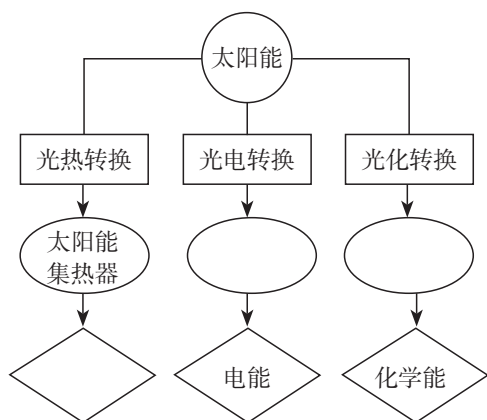 太阳能
光热转换
光电转换
光化转换
太阳能
集热器
电能
化学能